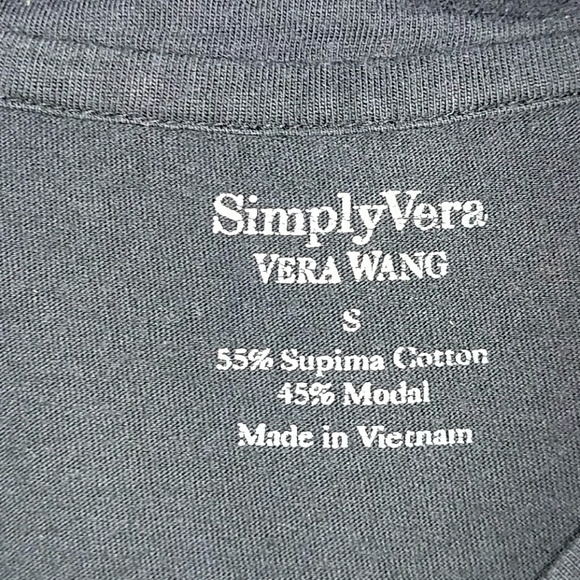 SimplyVera
VERA WANG
S
55% Supima Cotton
45% Modal
Made in Vietnam